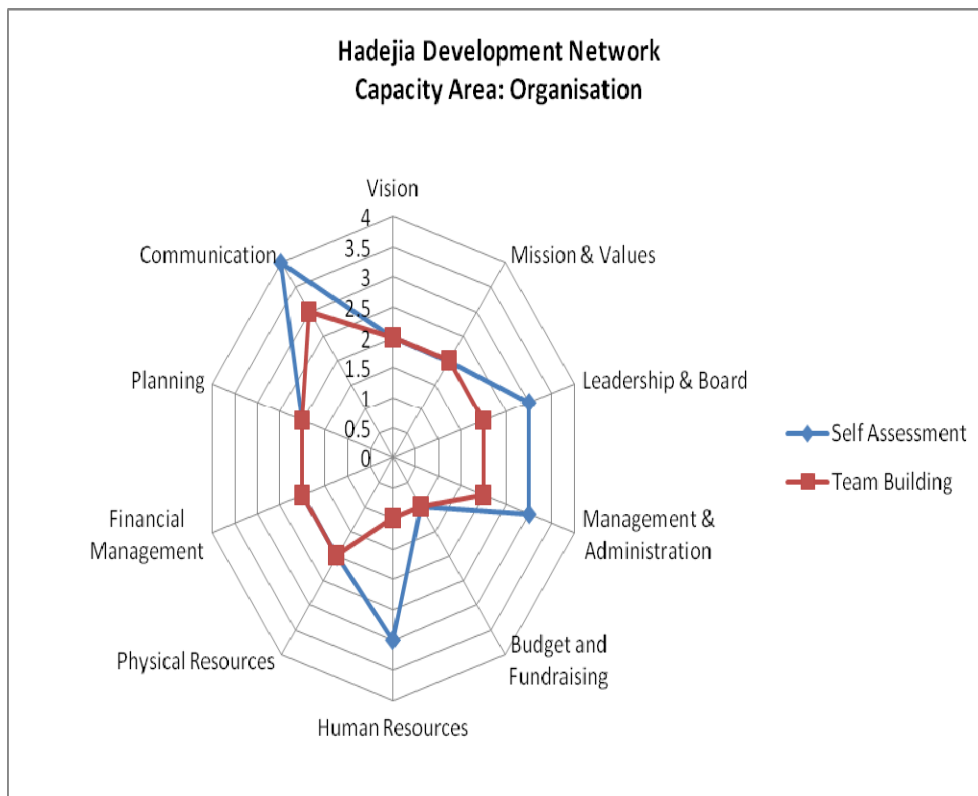 Hadejia Development Network
Capacity Area: Organisation
Vision
Mission & Values
Leadership & Board
Management &
Administration
Budget and
Fundraising
Human Resources
Physical Resources
Financial
Management
Planning
Communication
4
3.5
3
2.5
2
1.5
1
0.5
0
Self Assessment
Team Building